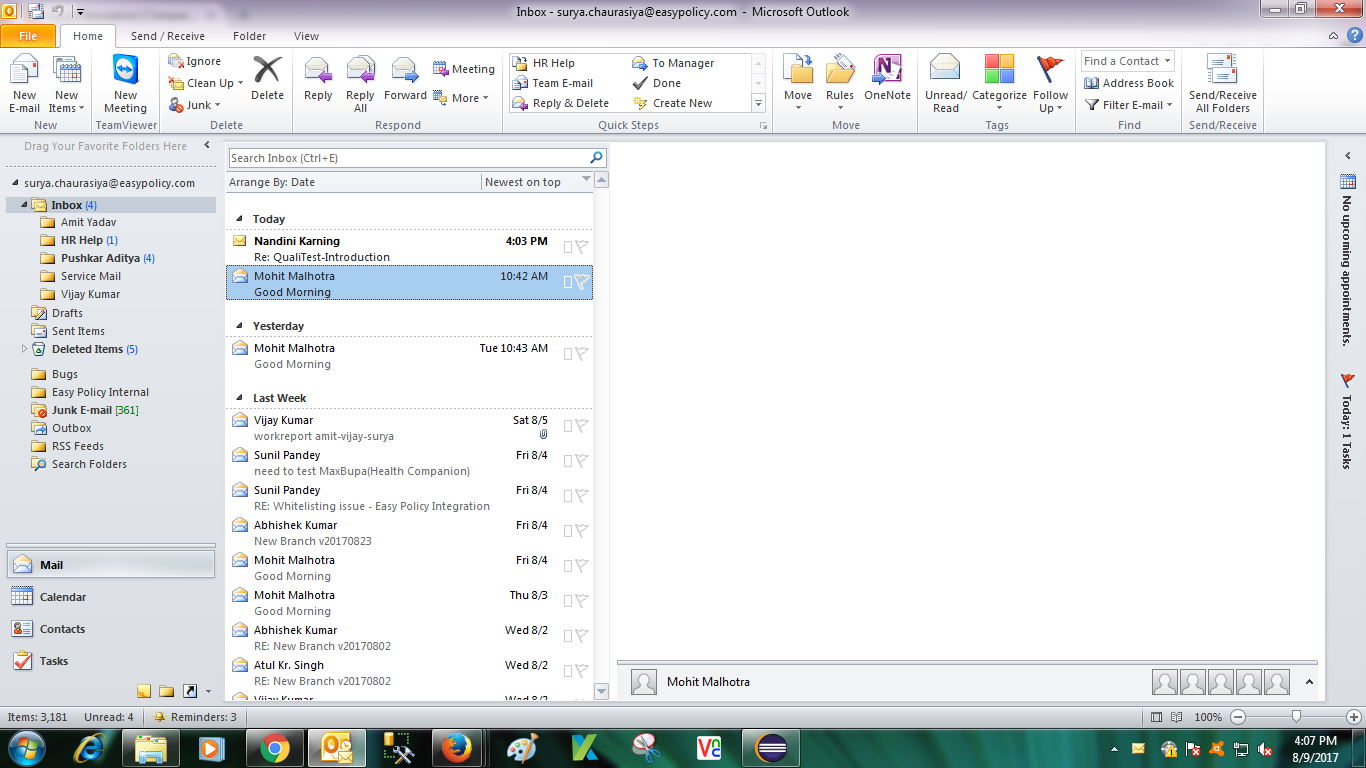 Inbox - surya.chaurasiya@easypolicy.com - Microsoft Outlook
File
Home
Send / Receive
Folder
View
New E-mail
New Items
New
New Meeting
TeamViewer
Ignore
Clean Up
Junk
Delete
Delete
Reply
Reply All
Forward
Meeting
More
Respond
HR Help
Team E-mail
Reply & Delete
To Manager
Done
Create New
Quick Steps
Move
Rules
OneNote
Move
Unread/ Read
Categorize
Follow Up
Tags
Find a Contact
Address Book
Filter E-mail
Find
Send/Receive All Folders
Send/Receive
Drag Your Favorite Folders Here
surya.chaurasiya@easypolicy.com
Inbox (4)
Amit Yadav
HR Help (1)
Pushkar Aditya (4)
Service Mail
Vijay Kumar
Drafts
Sent Items
Deleted Items (5)
Bugs
Easy Policy Internal
Junk E-mail [361]
Outbox
RSS Feeds
Search Folders
Mail
Calendar
Contacts
Tasks
Search Inbox (Ctrl+E)
Arrange By: Date
Newest on top
Today
Nandini Karning 4:03 PM
Re: QualiTest-Introduction
Mohit Malhotra 10:42 AM
Good Morning
Yesterday
Mohit Malhotra Tue 10:43 AM
Good Morning
Last Week
Vijay Kumar Sat 8/5
workreport amit-vijay-surya
Sunil Pandey Fri 8/4
need to test MaxBupa(Health Companion)
Sunil Pandey Fri 8/4
RE: Whitelisting issue - Easy Policy Integration
Abhishek Kumar Fri 8/4
New Branch v20170823
Mohit Malhotra Fri 8/4
Good Morning
Mohit Malhotra Thu 8/3
Good Morning
Abhishek Kumar Wed 8/2
RE: New Branch v20170802
Atul Kr. Singh Wed 8/2
RE: New Branch v20170802
Vijay Kumar Wed 8/2
Mohit Malhotra
No upcoming appointments.
Today: 1 Tasks
Items: 3,181
Unread: 4
Reminders: 3
100%
4:07 PM
8/9/2017